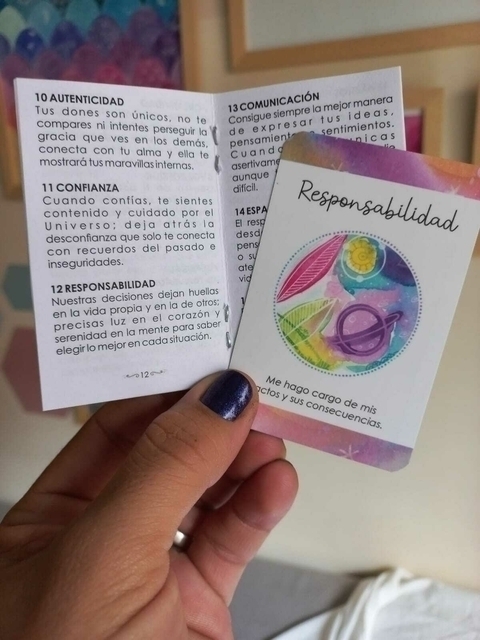 10 AUTENTICIDAD
Tus dones son únicos, no te
compares ni intentes perseguir la
gracia que ves en los demás,
conecta con tu alma y ella te
mostrará tus maravillas internas.
11 CONFIANZA
Cuando confías, te sientes
contenido y cuidado por el
Universo; deja atrás la
desconfianza que solo te conecta
con recuerdos del pasado e
inseguridades.
12 RESPONSABILIDAD
Nuestras decisiones dejan huellas
en la vida propia y en la de otros;
precisas luz en el corazón y
serenidad en la mente para saber
elegir lo mejor en cada situación.
12
13 COMUNICACIÓN
Consigue siempre la mejor manera
de expresar tus ideas,
sentimientos.
aunque
difícil.
14
El
Responsabilidad
Me hago cargo de mis
actos y sus consecuencias.